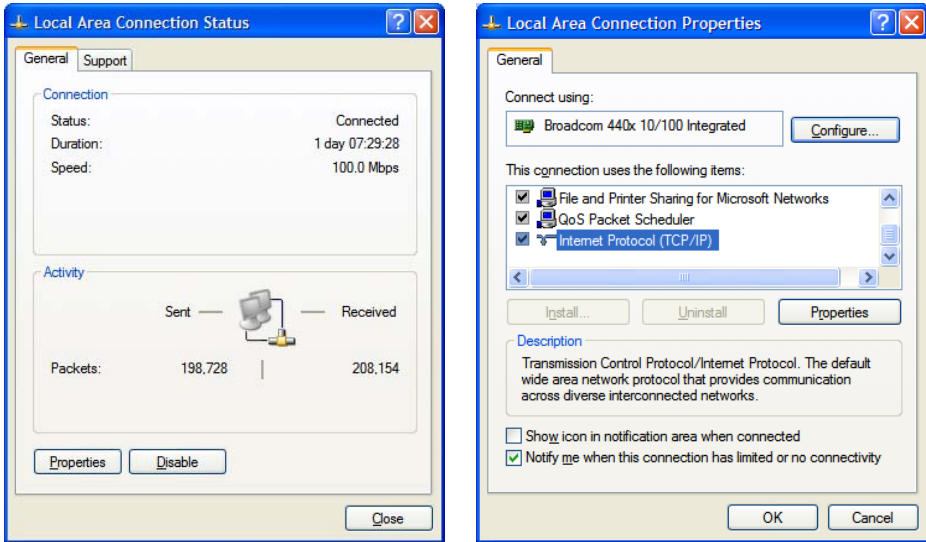 Local Area Connection Status
General
Support
Connection
Status:
Connected
Duration:
1 day 07:29:28
Speed:
100.0 Mbps
Activity
Sent
Received
Packets:
198,728
208,154
Properties
Disable
Close
Local Area Connection Properties
General
Connect using:
Broadcom 440x 10/100 Integrated
Configure...
This connection uses the following items:
File and Printer Sharing for Microsoft Networks
QoS Packet Scheduler
Internet Protocol (TCP/IP)
Install...
Uninstall
Properties
Description
Transmission Control Protocol/Internet Protocol. The default
wide area network protocol that provides communication
across diverse interconnected networks.
Show icon in notification area when connected
Notify me when this connection has limited or no connectivity
OK
Cancel